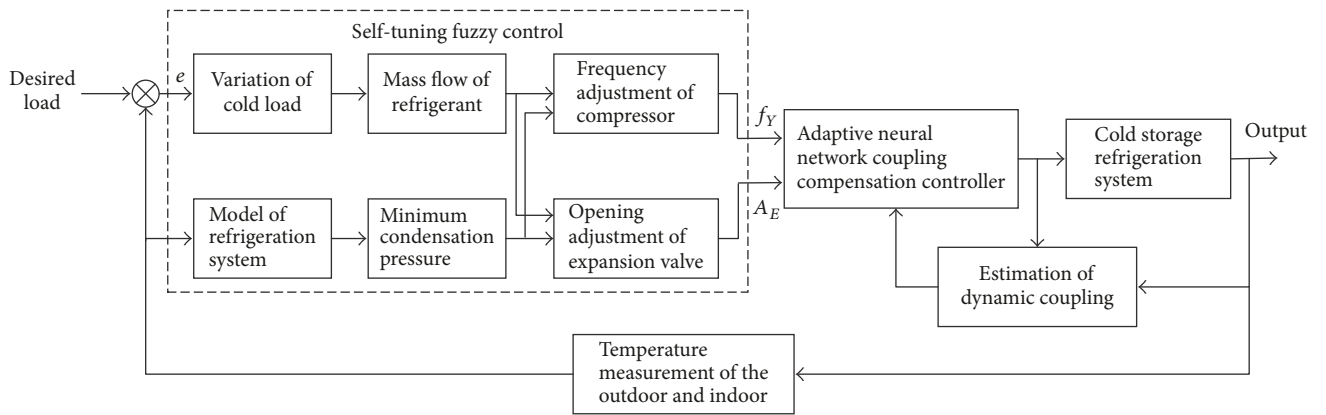 Self-tuning fuzzy control
Desired
load
e
Variation of
cold load
Mass flow of
refrigerant
Frequency
adjustment of
compressor
f_Y
Adaptive neural
network coupling
compensation controller
Cold storage
refrigeration
system
Output
Model of
refrigeration
system
Minimum
condensation
pressure
Opening
adjustment of
expansion valve
A_E
Estimation of
dynamic coupling
Temperature
measurement of the
outdoor and indoor